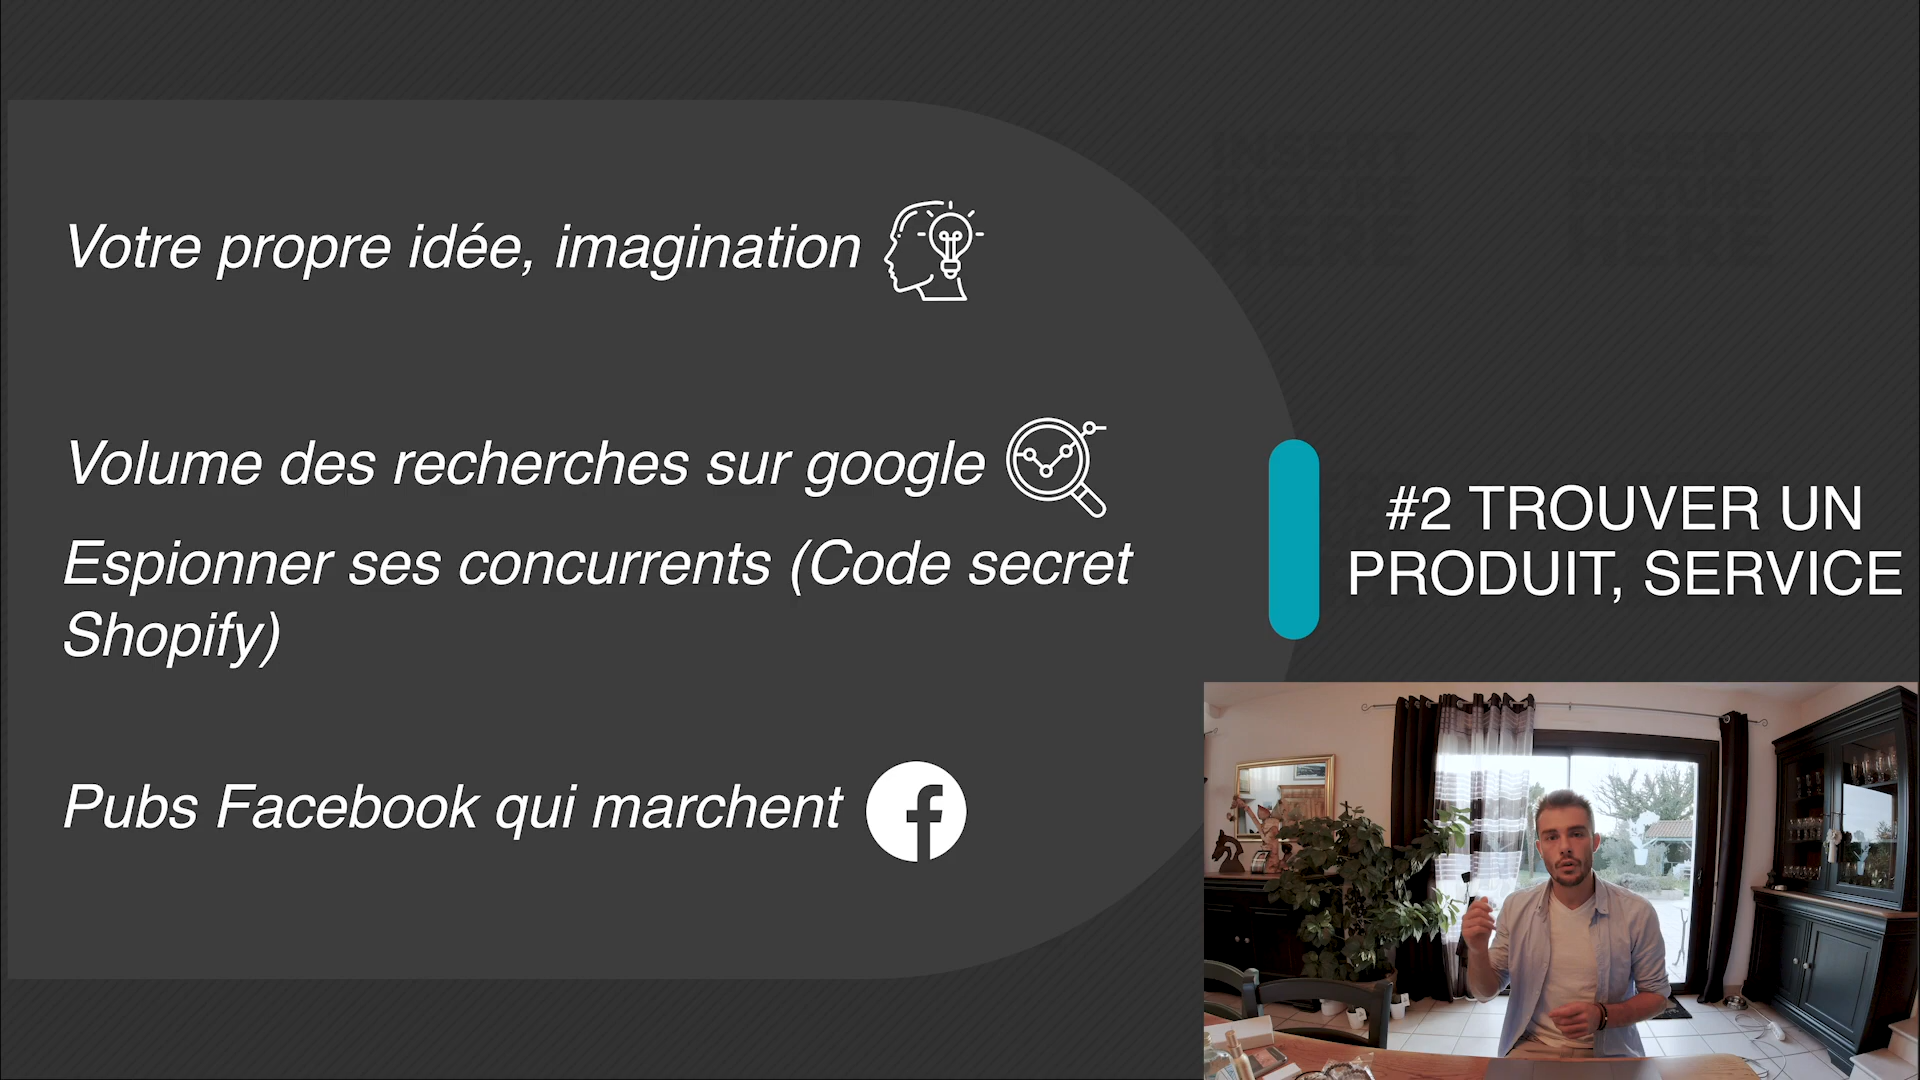 Votre propre idée, imagination
Volume des recherches sur google
Espionner ses concurrents (Code secret
Shopify)
Pubs Facebook qui marchent
#2 TROUVER UN
PRODUIT, SERVICE